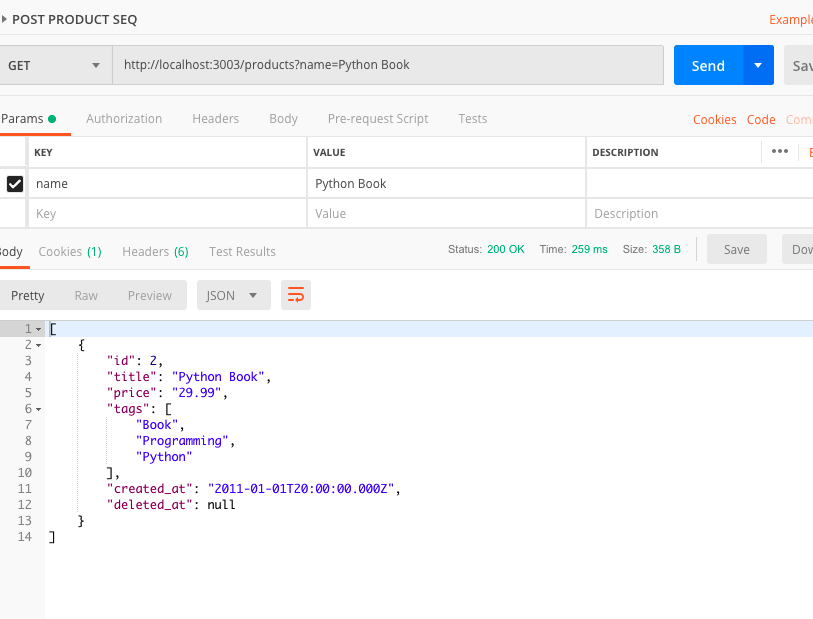 POST PRODUCT SEQ Example
GET http://localhost:3003/products?name=Python Book Send Sav
Params Authorization Headers Body Pre-request Script Tests Cookies Code Com
KEY VALUE DESCRIPTION ••• E
name Python Book
Key Value Description
Body Cookies (1) Headers (6) Test Results Status: 200 OK Time: 259 ms Size: 358 B Save Dow
Pretty Raw Preview JSON
1 [
2 {
3 "id": 2,
4 "title": "Python Book",
5 "price": "29.99",
6 "tags": [
7 "Book",
8 "Programming",
9 "Python"
10 ],
11 "created_at": "2011-01-01T20:00:00.000Z",
12 "deleted_at": null
13 }
14 ]